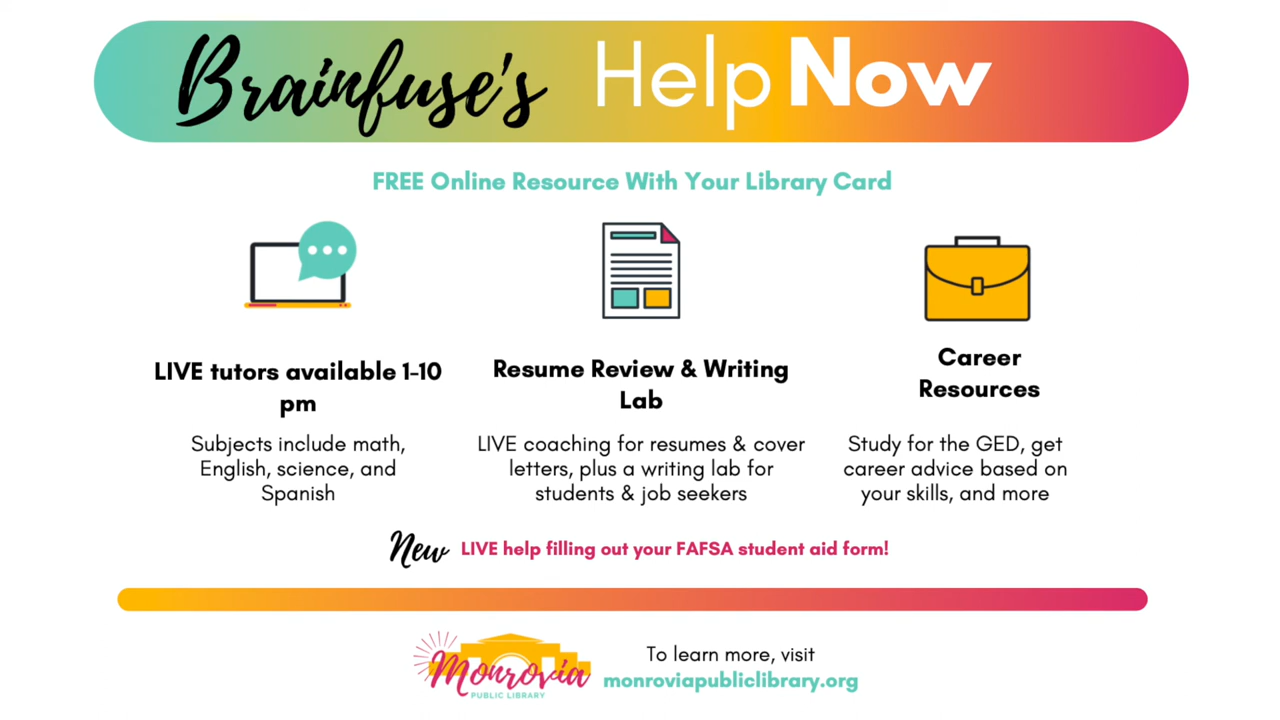 Brainfuse's Help Now
FREE Online Resource With Your Library Card
LIVE tutors available 1-10
pm
Subjects include math,
English, science, and
Spanish
Resume Review & Writing
Lab
LIVE coaching for resumes & cover
letters, plus a writing lab for
students & job seekers
Career
Resources
Study for the GED, get
career advice based on
your skills, and more
New LIVE help filling out your FAFSA student aid form!
Monrovia
PUBLIC LIBRARY
To learn more, visit
monroviapubliclibrary.org